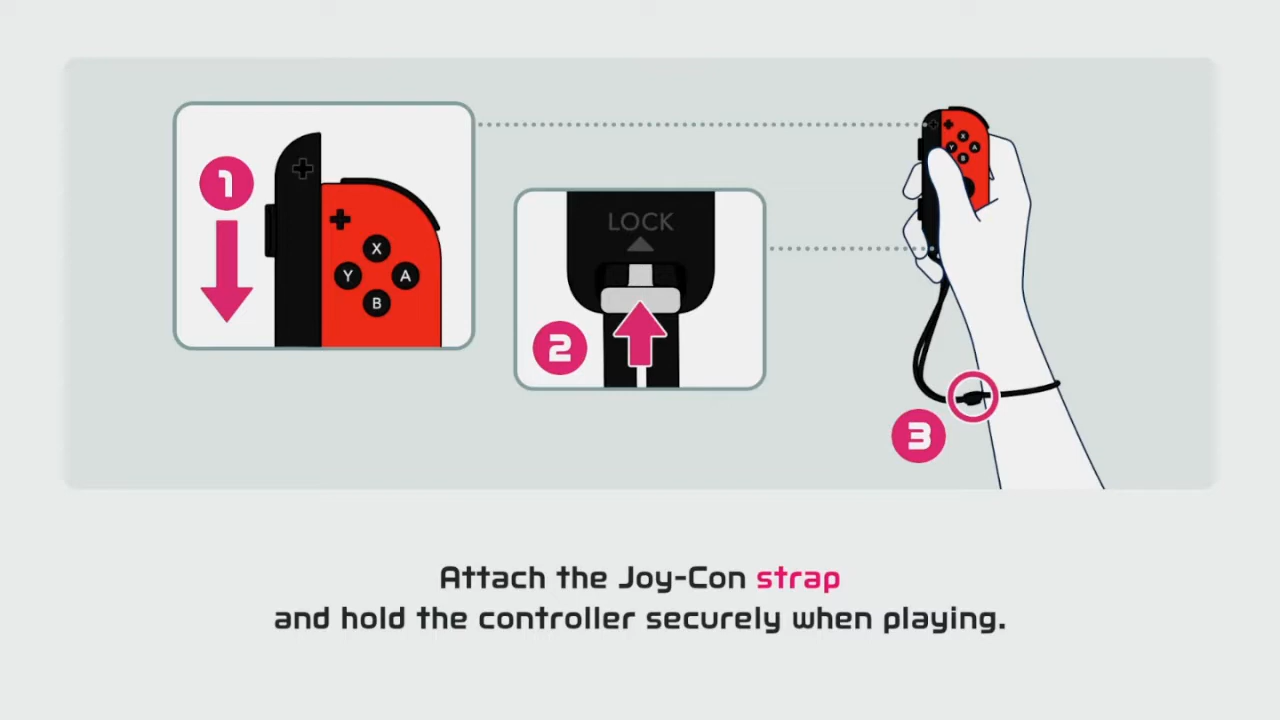 1
X
Y A
B
LOCK
2
X
Y A
B
3
Attach the Joy-Con strap
and hold the controller securely when playing.